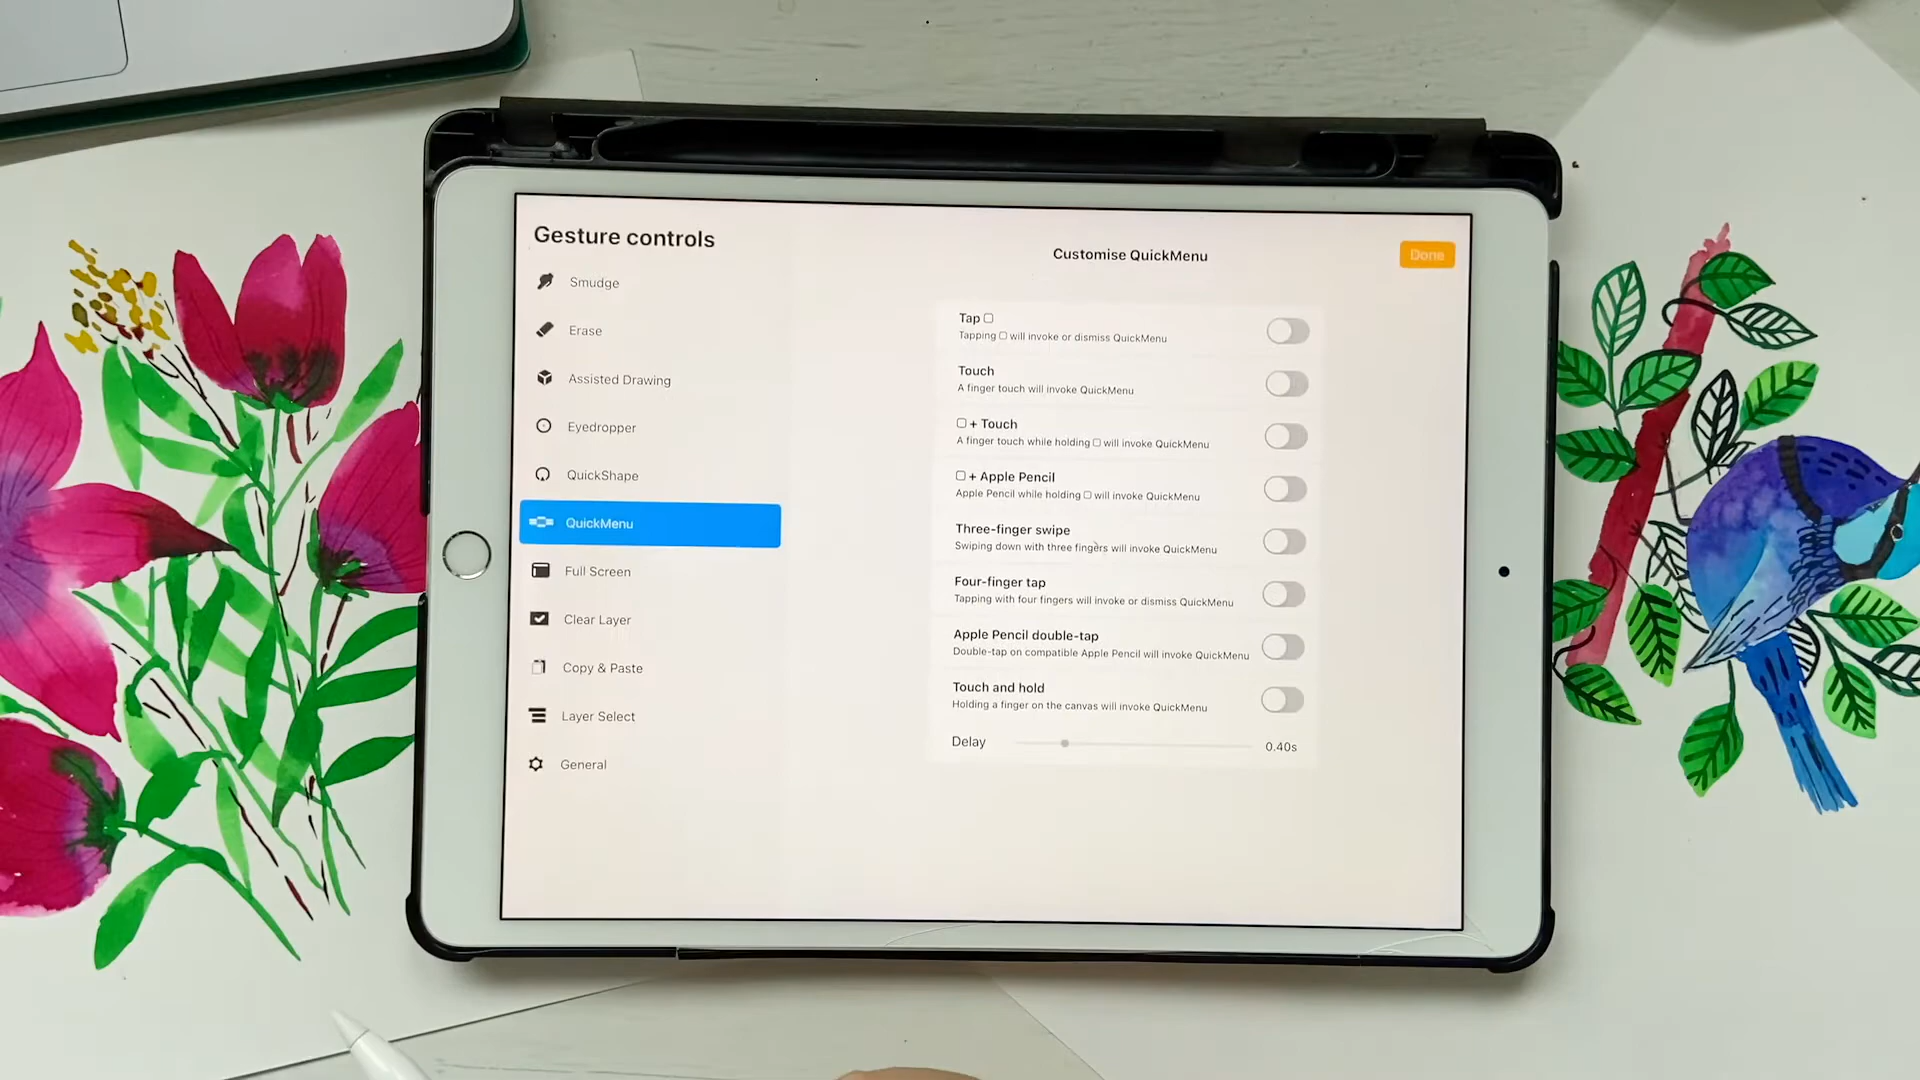 Gesture controls
Smudge
Erase
Assisted Drawing
Eyedropper
QuickShape
QuickMenu
Full Screen
Clear Layer
Copy & Paste
Layer Select
General
Customise QuickMenu
Done
Tap ▢
Tapping ▢ will invoke or dismiss QuickMenu
Touch
A finger touch will invoke QuickMenu
▢ + Touch
A finger touch while holding ▢ will invoke QuickMenu
▢ + Apple Pencil
Apple Pencil while holding ▢ will invoke QuickMenu
Three-finger swipe
Swiping down with three fingers will invoke QuickMenu
Four-finger tap
Tapping with four fingers will invoke or dismiss QuickMenu
Apple Pencil double-tap
Double-tap on compatible Apple Pencil will invoke QuickMenu
Touch and hold
Holding a finger on the canvas will invoke QuickMenu
Delay 0.40s